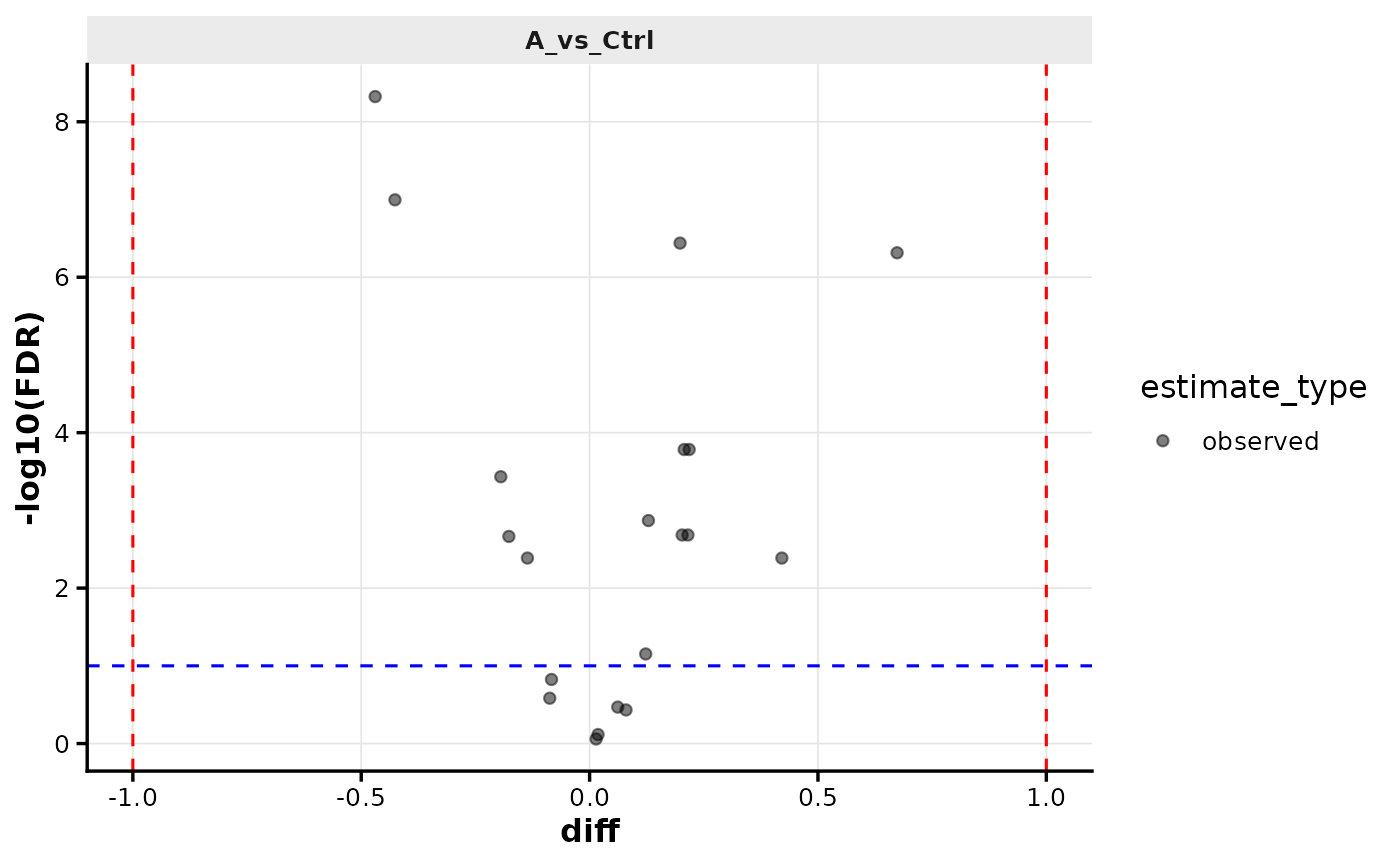 A_vs_Ctrl
8
6
4
2
0
-log10(FDR)
-1.0
-0.5
0.0
0.5
1.0
diff
estimate_type
observed